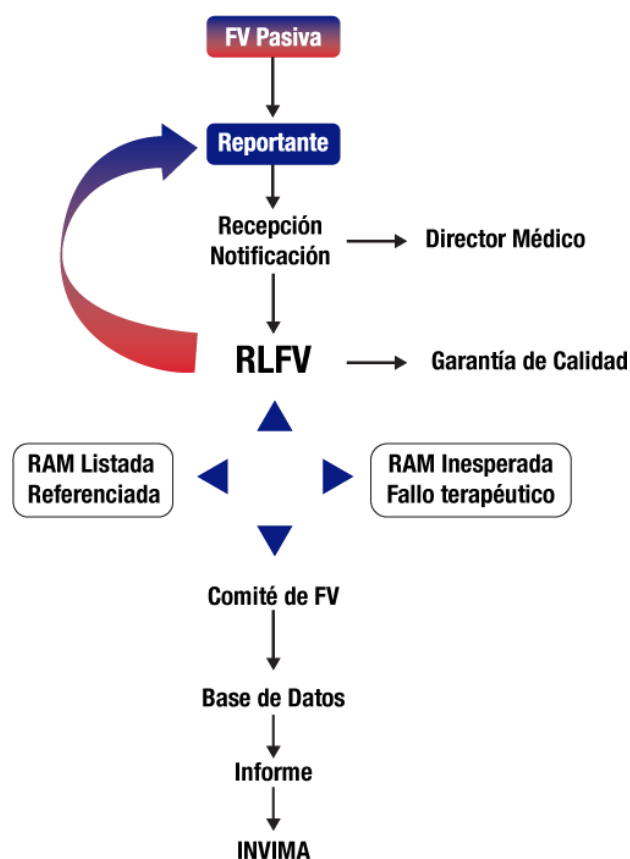 FV Pasiva
Reportante
Recepción
Notificación
Director Médico
RLFV
Garantía de Calidad
RAM Listada
Referenciada
RAM Inesperada
Fallo terapéutico
Comité de FV
Base de Datos
Informe
INVIMA